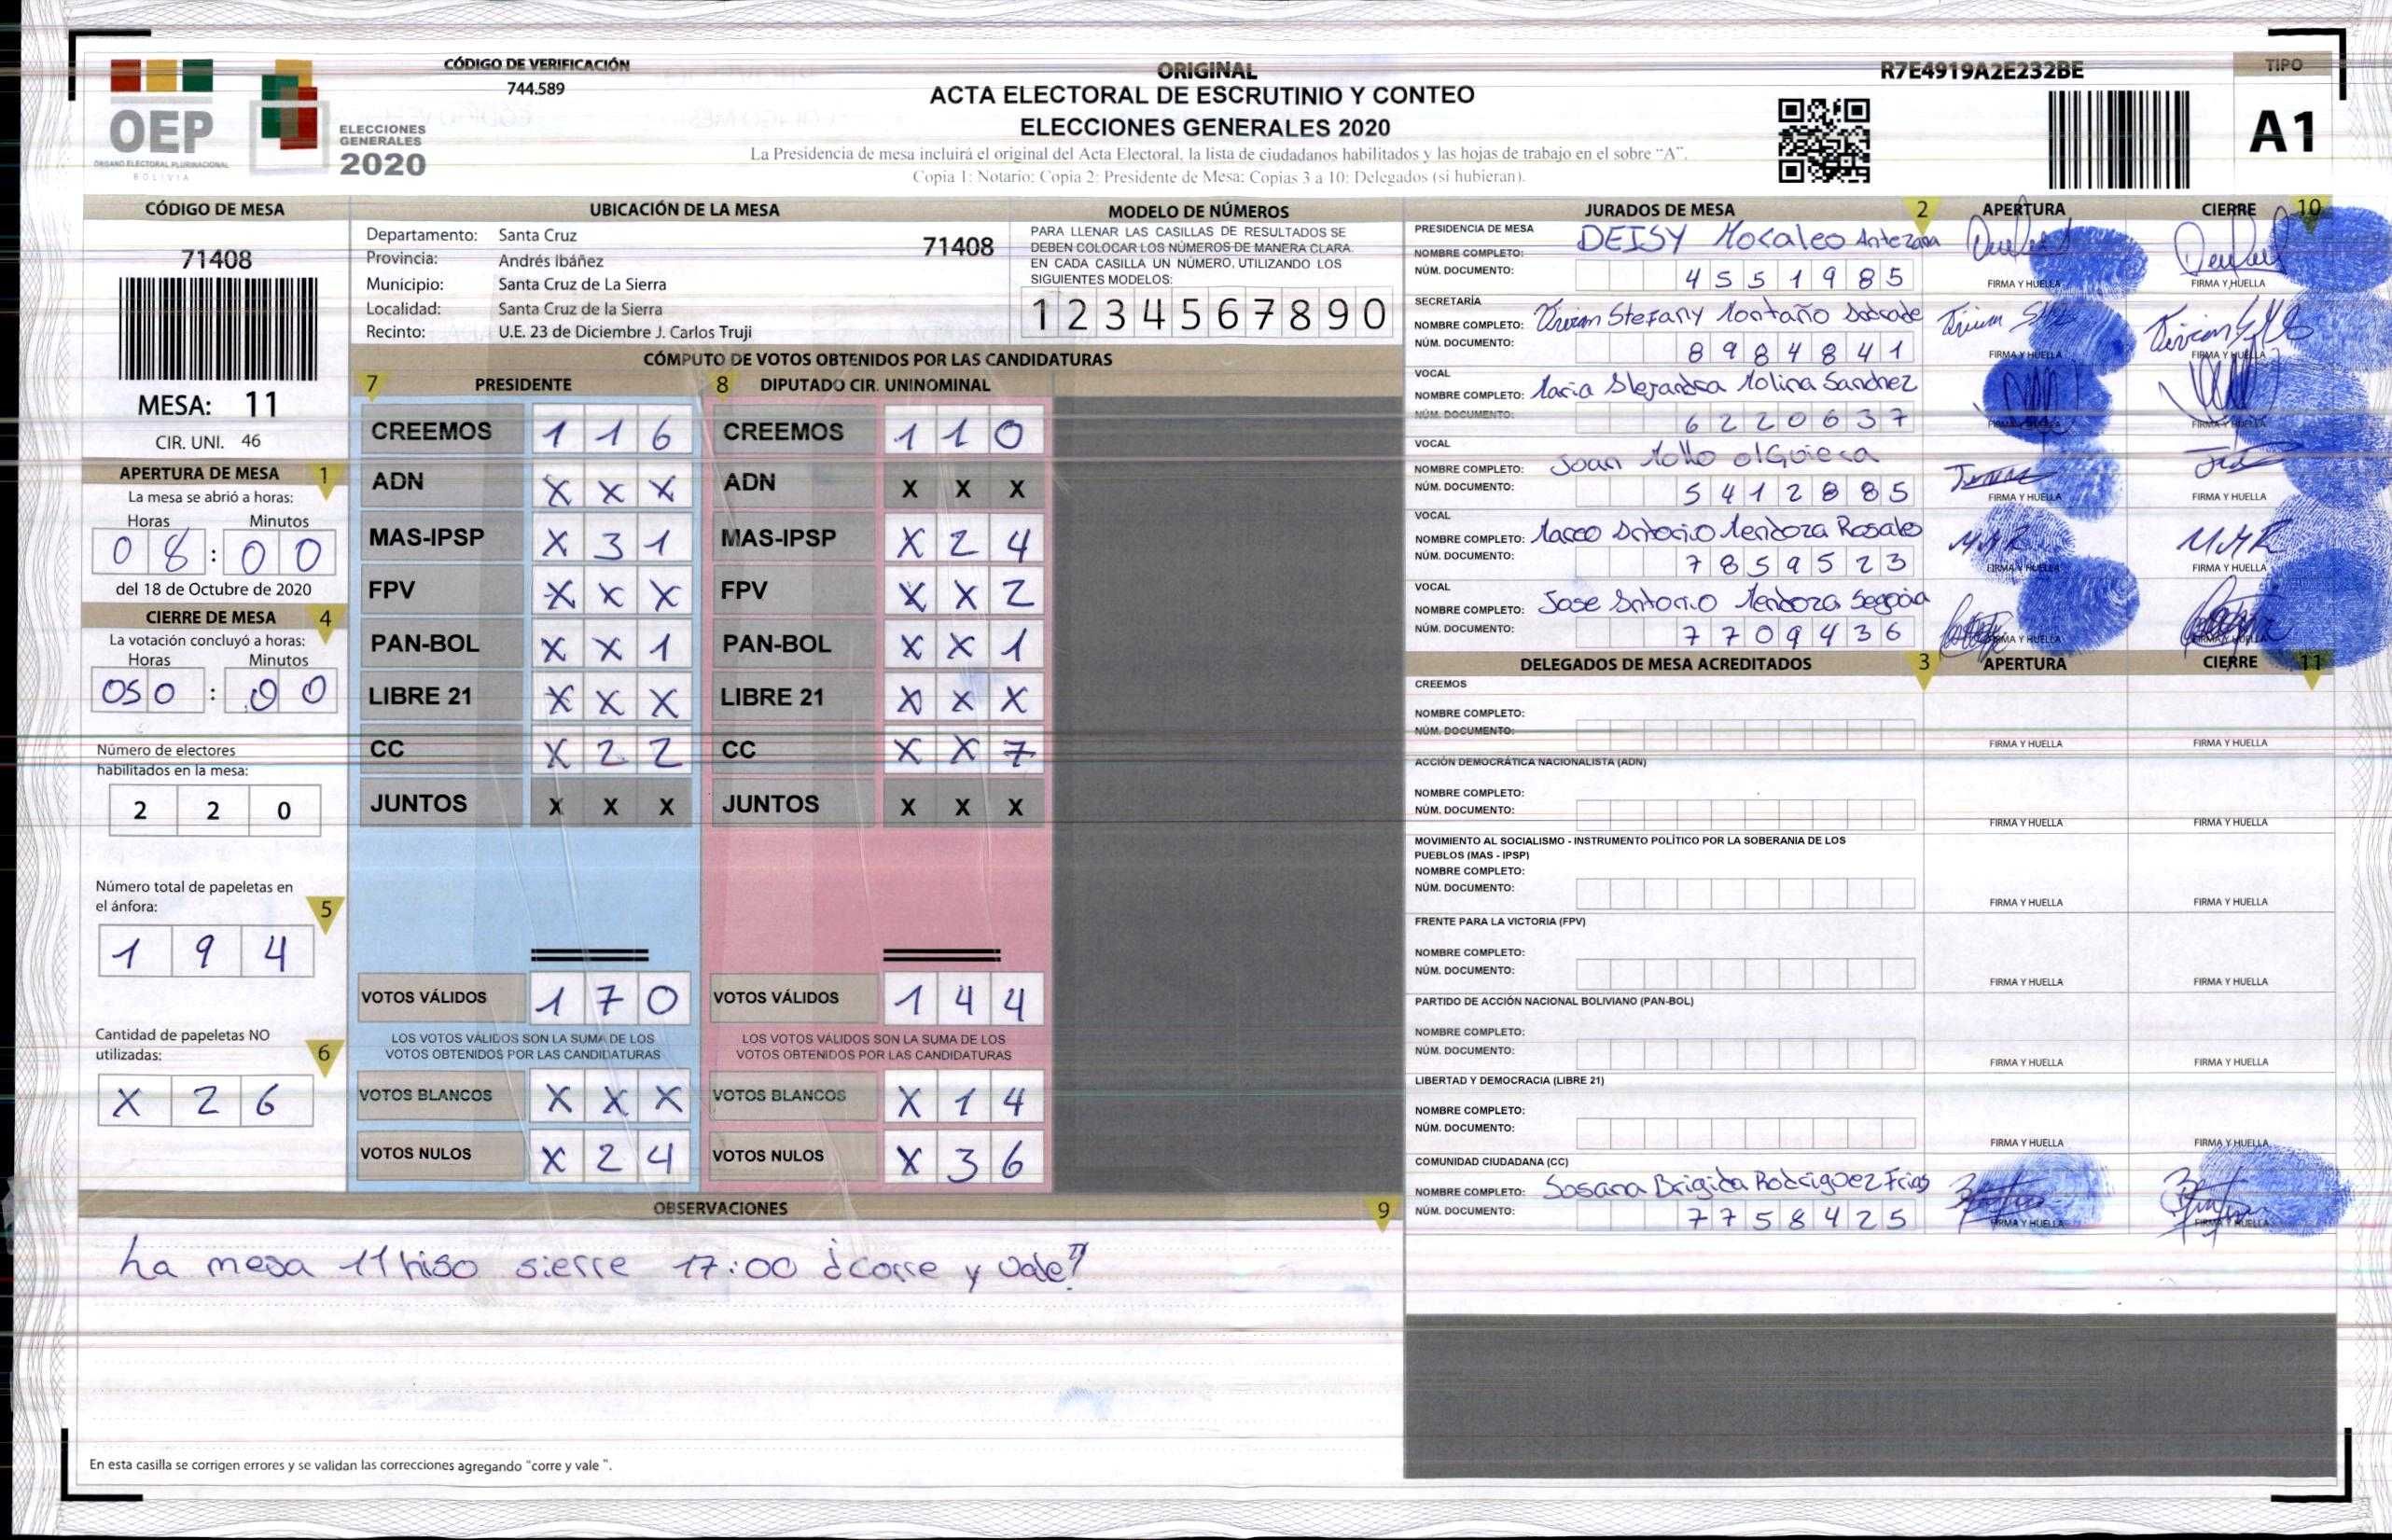 CÓDIGO DE VERIFICACIÓN
744.589
OEP
ÓRGANO ELECTORAL PLURINACIONAL
BOLIVIA
ELECCIONES
GENERALES
2020
ORIGINAL
ACTA ELECTORAL DE ESCRUTINIO Y CONTEO
ELECCIONES GENERALES 2020
La Presidencia de mesa incluirá el original del Acta Electoral, la lista de ciudadanos habilitados y las hojas de trabajo en el sobre "A".
Copia 1: Notario; Copia 2: Presidente de Mesa; Copias 3 a 10: Delegados (si hubieran).
R7E4919A2E232BE
TIPO
A1
CÓDIGO DE MESA
71408
MESA: 11
CIR. UNI. 46
APERTURA DE MESA 1
La mesa se abrió a horas:
Horas Minutos
0 8 : 0 0
del 18 de Octubre de 2020
CIERRE DE MESA 4
La votación concluyó a horas:
Horas Minutos
: 0 0
Número de electores
habilitados en la mesa:
2 2 0
Número total de papeletas en
el ánfora: 5
1 9 4
Cantidad de papeletas NO
utilizadas: 6
X 2 6
UBICACIÓN DE LA MESA
Departamento: Santa Cruz
71408
Provincia: Andrés Ibáñez
Municipio: Santa Cruz de La Sierra
Localidad: Santa Cruz de la Sierra
Recinto: U.E. 23 de Diciembre J. Carlos Truji
MODELO DE NÚMEROS
PARA LLENAR LAS CASILLAS DE RESULTADOS SE
DEBEN COLOCAR LOS NÚMEROS DE MANERA CLARA.
EN CADA CASILLA UN NÚMERO, UTILIZANDO LOS
SIGUIENTES MODELOS:
1 2 3 4 5 6 7 8 9 0
CÓMPUTO DE VOTOS OBTENIDOS POR LAS CANDIDATURAS
7 PRESIDENTE
CREEMOS 1 1 6
ADN X X X
MAS-IPSP X 3 1
FPV X X X
PAN-BOL X X 1
LIBRE 21 X X X
CC X 2 2
JUNTOS X X X
VOTOS VÁLIDOS 1 7 0
LOS VOTOS VÁLIDOS SON LA SUMA DE LOS
VOTOS OBTENIDOS POR LAS CANDIDATURAS
VOTOS BLANCOS X X X
VOTOS NULOS X 2 4
8 DIPUTADO CIR. UNINOMINAL
CREEMOS 1 1 0
ADN X X X
MAS-IPSP X 2 4
FPV X X 2
PAN-BOL X X 1
LIBRE 21 X X X
CC X X 7
JUNTOS X X X
VOTOS VÁLIDOS 1 4 4
LOS VOTOS VÁLIDOS SON LA SUMA DE LOS
VOTOS OBTENIDOS POR LAS CANDIDATURAS
VOTOS BLANCOS X 1 4
VOTOS NULOS X 3 6
OBSERVACIONES 9
La mesa 11 hiso sierre 17:00 ¿corre y vale?
En esta casilla se corrigen errores y se validan las correcciones agregando "corre y vale ".
JURADOS DE MESA 2 APERTURA CIERRE 10
PRESIDENCIA DE MESA
NOMBRE COMPLETO: DEISY Morales Antezana
NÚM. DOCUMENTO: 4 5 5 1 9 8 5
FIRMA Y HUELLA FIRMA Y HUELLA
SECRETARÍA
NOMBRE COMPLETO: Vivian Stefany Montaño Andrade
NÚM. DOCUMENTO: 8 9 8 4 8 4 1
FIRMA Y HUELLA FIRMA Y HUELLA
VOCAL
NOMBRE COMPLETO: Maria Alejandra Molina Sanchez
NÚM. DOCUMENTO: 6 2 2 0 6 3 7
FIRMA Y HUELLA FIRMA Y HUELLA
VOCAL
NOMBRE COMPLETO: Juan Mollo olGuiera
NÚM. DOCUMENTO: 5 4 1 2 8 8 5
FIRMA Y HUELLA FIRMA Y HUELLA
VOCAL
NOMBRE COMPLETO: Marco Antonio Mendoza Rosales
NÚM. DOCUMENTO: 7 8 5 9 5 2 3
FIRMA Y HUELLA FIRMA Y HUELLA
VOCAL
NOMBRE COMPLETO: Jose Antonio Mendoza Segovia
NÚM. DOCUMENTO: 7 7 0 9 4 3 6
FIRMA Y HUELLA FIRMA Y HUELLA
DELEGADOS DE MESA ACREDITADOS 3 APERTURA CIERRE 11
CREEMOS
NOMBRE COMPLETO:
NÚM. DOCUMENTO:
FIRMA Y HUELLA FIRMA Y HUELLA
ACCIÓN DEMOCRÁTICA NACIONALISTA (ADN)
NOMBRE COMPLETO:
NÚM. DOCUMENTO:
FIRMA Y HUELLA FIRMA Y HUELLA
MOVIMIENTO AL SOCIALISMO - INSTRUMENTO POLÍTICO POR LA SOBERANIA DE LOS
PUEBLOS (MAS - IPSP)
NOMBRE COMPLETO:
NÚM. DOCUMENTO:
FIRMA Y HUELLA FIRMA Y HUELLA
FRENTE PARA LA VICTORIA (FPV)
NOMBRE COMPLETO:
NÚM. DOCUMENTO:
FIRMA Y HUELLA FIRMA Y HUELLA
PARTIDO DE ACCIÓN NACIONAL BOLIVIANO (PAN-BOL)
NOMBRE COMPLETO:
NÚM. DOCUMENTO:
FIRMA Y HUELLA FIRMA Y HUELLA
LIBERTAD Y DEMOCRACIA (LIBRE 21)
NOMBRE COMPLETO:
NÚM. DOCUMENTO:
FIRMA Y HUELLA FIRMA Y HUELLA
COMUNIDAD CIUDADANA (CC)
NOMBRE COMPLETO: Susana Brigida Rodriguez Frias
NÚM. DOCUMENTO: 7 7 5 8 4 2 5
FIRMA Y HUELLA FIRMA Y HUELLA